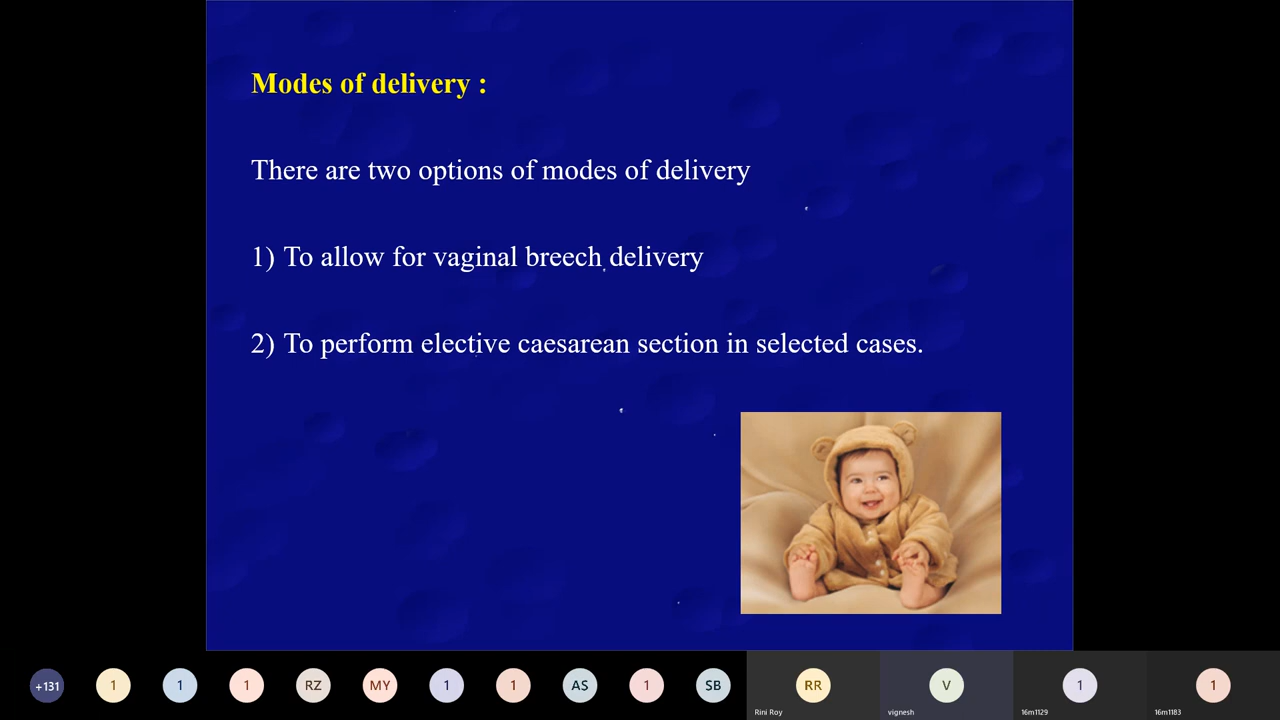 Modes of delivery :
There are two options of modes of delivery
1) To allow for vaginal breech delivery
2) To perform elective caesarean section in selected cases.
+131
1
1
1
RZ
MY
1
1
AS
1
SB
RR
V
1
1
Rini Roy
vignesh
16m1129
16m1183